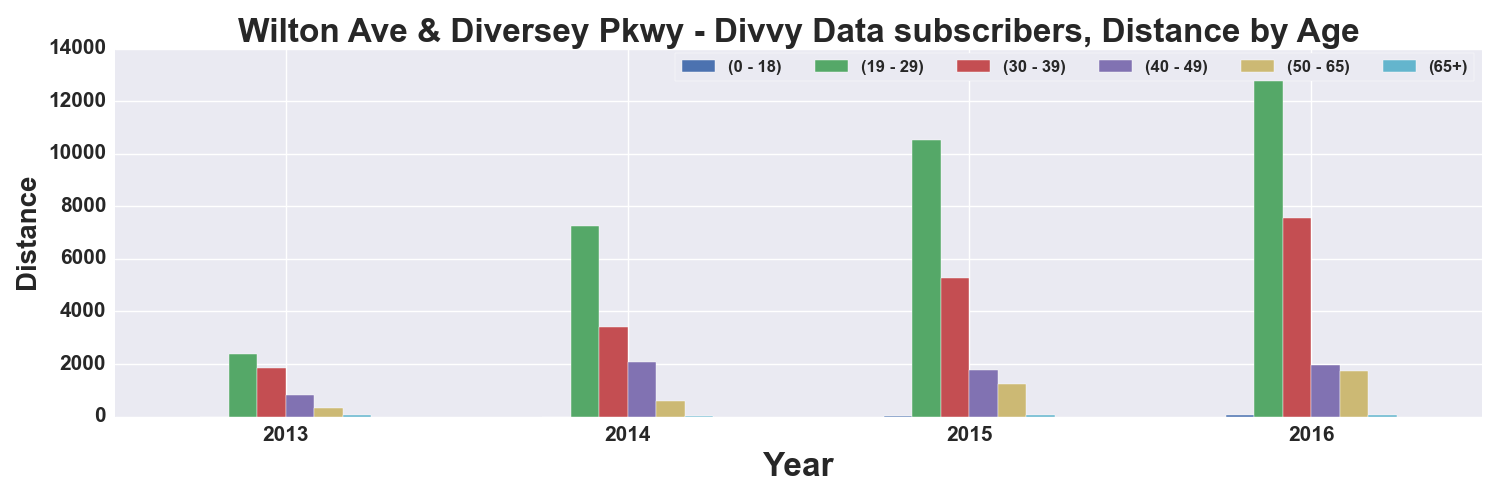 Wilton Ave & Diversey Pkwy - Divvy Data subscribers, Distance by Age
(0 - 18) (19 - 29) (30 - 39) (40 - 49) (50 - 65) (65+)
14000
12000
10000
8000
6000
4000
2000
0
Distance
2013 2014 2015 2016
Year